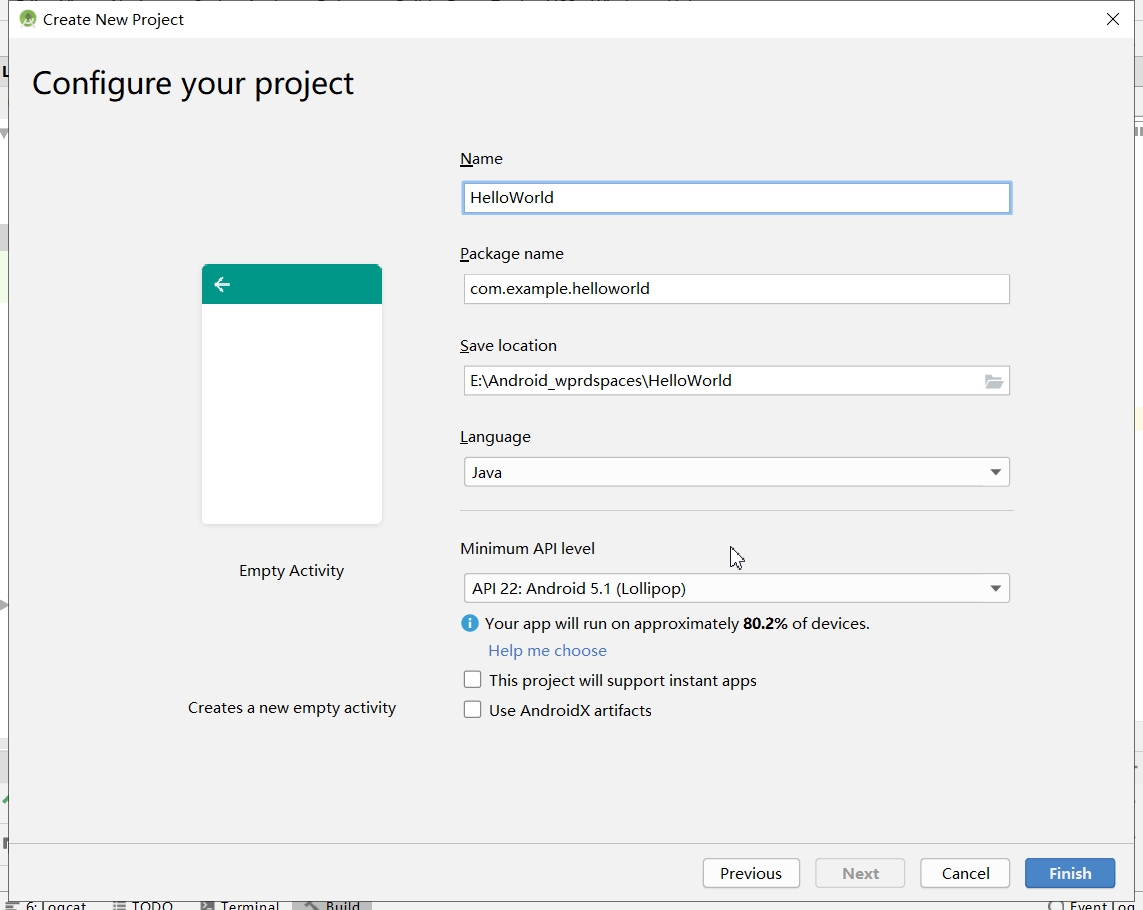 Create New Project
Configure your project
Name
HelloWorld
Package name
com.example.helloworld
Save location
E:\Android_wprdspaces\HelloWorld
Language
Java
Minimum API level
API 22: Android 5.1 (Lollipop)
Your app will run on approximately 80.2% of devices.
Help me choose
This project will support instant apps
Use AndroidX artifacts
Empty Activity
Creates a new empty activity
Previous
Next
Cancel
Finish
6: Logcat
TODO
Terminal
Build
Event Log